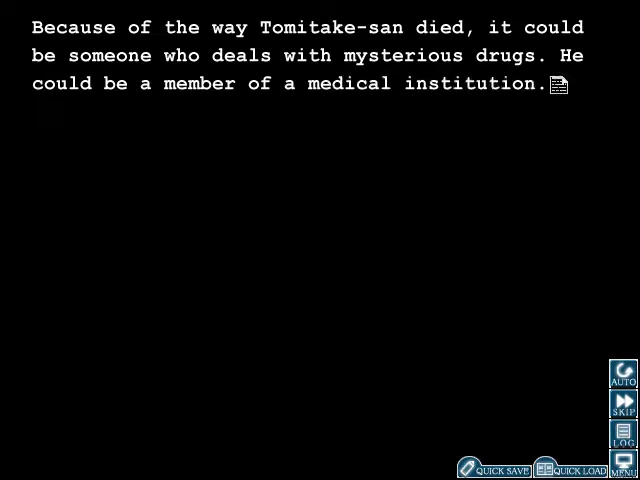 Because of the way Tomitake-san died, it could
be someone who deals with mysterious drugs. He
could be a member of a medical institution.
AUTO
SKIP
LOG
MENU
QUICK SAVE
QUICK LOAD